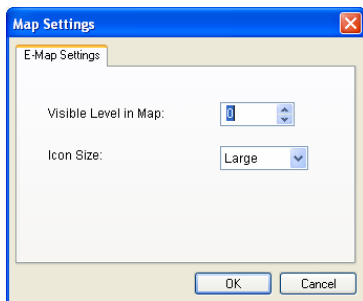 Map Settings
E-Map Settings
Visible Level in Map: 0
Icon Size: Large
OK Cancel